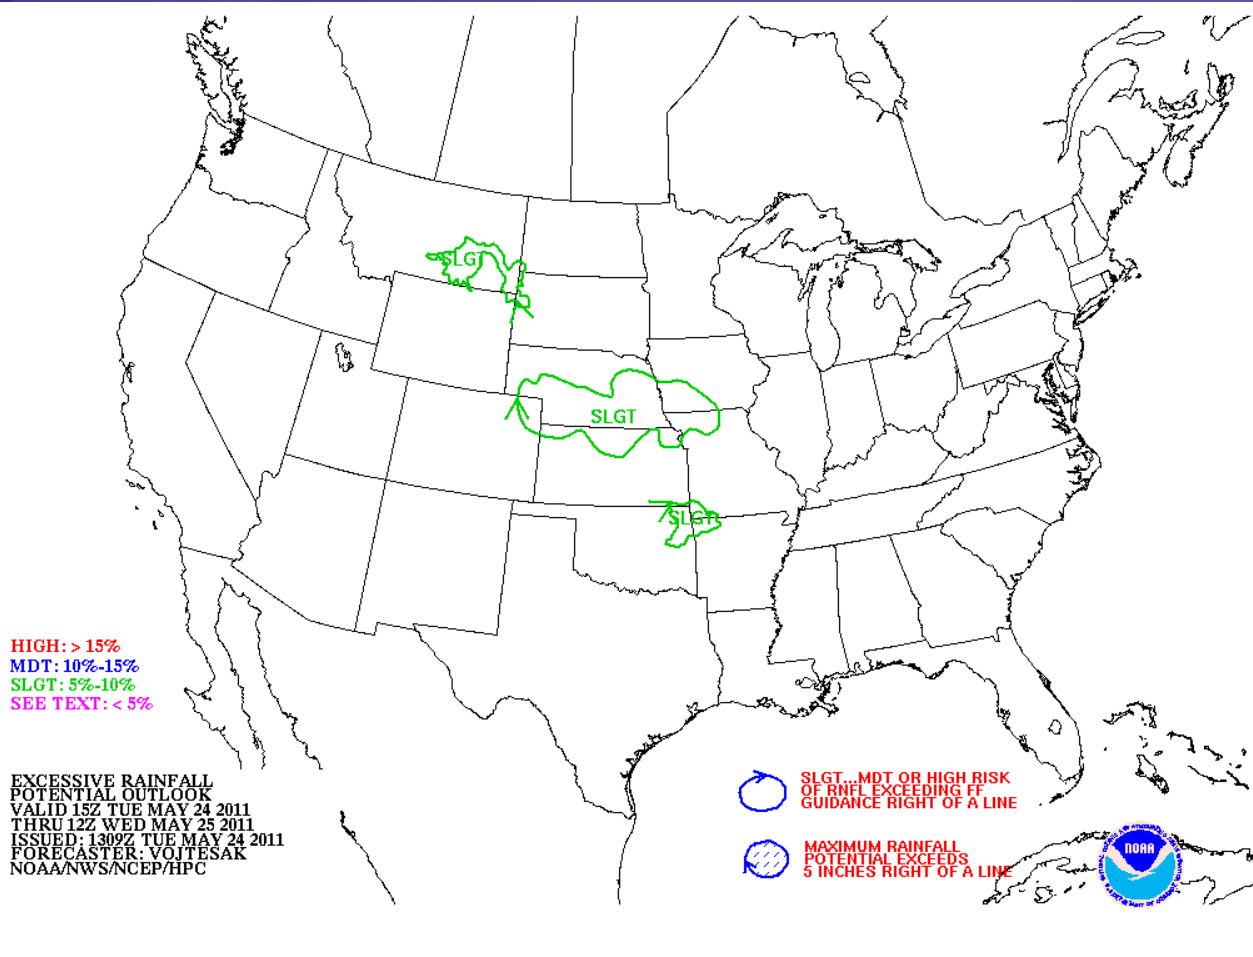 SLGT
SLGT
SLGT
HIGH: > 15%
MDT: 10%-15%
SLGT: 5%-10%
SEE TEXT: < 5%
EXCESSIVE RAINFALL
POTENTIAL OUTLOOK
VALID 15Z TUE MAY 24 2011
THRU 12Z WED MAY 25 2011
ISSUED: 1309Z TUE MAY 24 2011
FORECASTER: VOJTESAK
NOAA/NWS/NCEP/HPC
SLGT...MDT OR HIGH RISK
OF RNFL EXCEEDING FF
GUIDANCE RIGHT OF A LINE
MAXIMUM RAINFALL
POTENTIAL EXCEEDS
5 INCHES RIGHT OF A LINE
NOAA